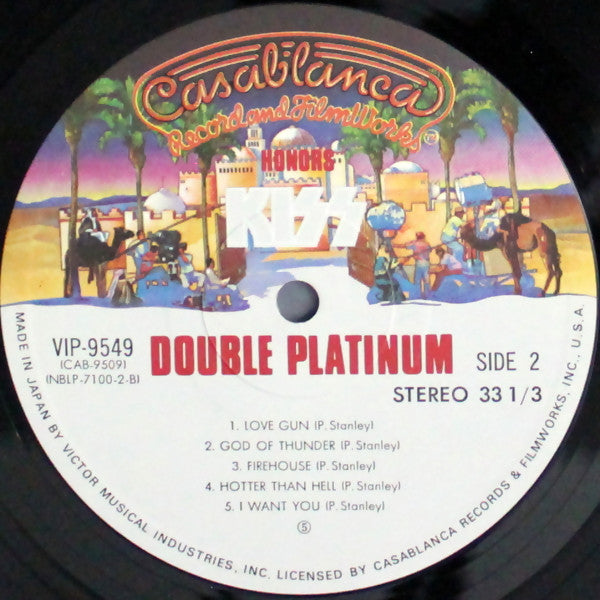 Casablanca
Record and FilmWorks
HONORS
KISS
VIP-9549
(CAB-9509)
(NBLP-7100-2-B)
DOUBLE PLATINUM
SIDE 2
STEREO 33 1/3
1. LOVE GUN (P. Stanley)
2. GOD OF THUNDER (P. Stanley)
3. FIREHOUSE (P. Stanley)
4. HOTTER THAN HELL (P. Stanley)
5. I WANT YOU (P. Stanley)
⑤
MADE IN JAPAN BY VICTOR MUSICAL INDUSTRIES, INC. LICENSED BY CASABLANCA RECORDS & FILMWORKS, INC., U.S.A.